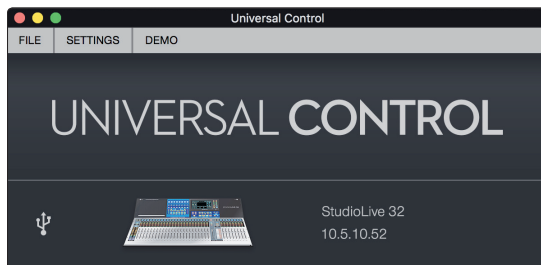 Universal Control
FILE SETTINGS DEMO
UNIVERSAL CONTROL
StudioLive 32
10.5.10.52